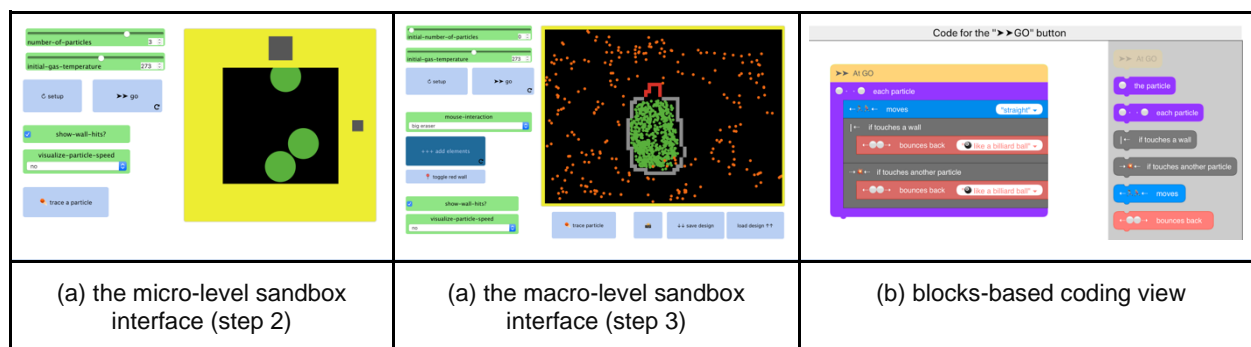 number-of-particles
3
initial-gas-temperature
273
setup
go
show-wall-hits?
visualize-particle-speed
no
trace a particle
initial-number-of-particles
0
initial-gas-temperature
273
setup
go
mouse-interaction
big eraser
+++ add elements
toggle red wall
show-wall-hits?
visualize-particle-speed
no
trace particle
↓↓ save design
load design ↑↑
Code for the "➤➤GO" button
➤➤ At GO
each particle
moves "straight"
if touches a wall
bounces back "like a billiard ball"
if touches another particle
bounces back "like a billiard ball"
➤➤ At GO
the particle
each particle
if touches a wall
if touches another particle
moves
bounces back
(a) the micro-level sandbox
interface (step 2)
(a) the macro-level sandbox
interface (step 3)
(b) blocks-based coding view